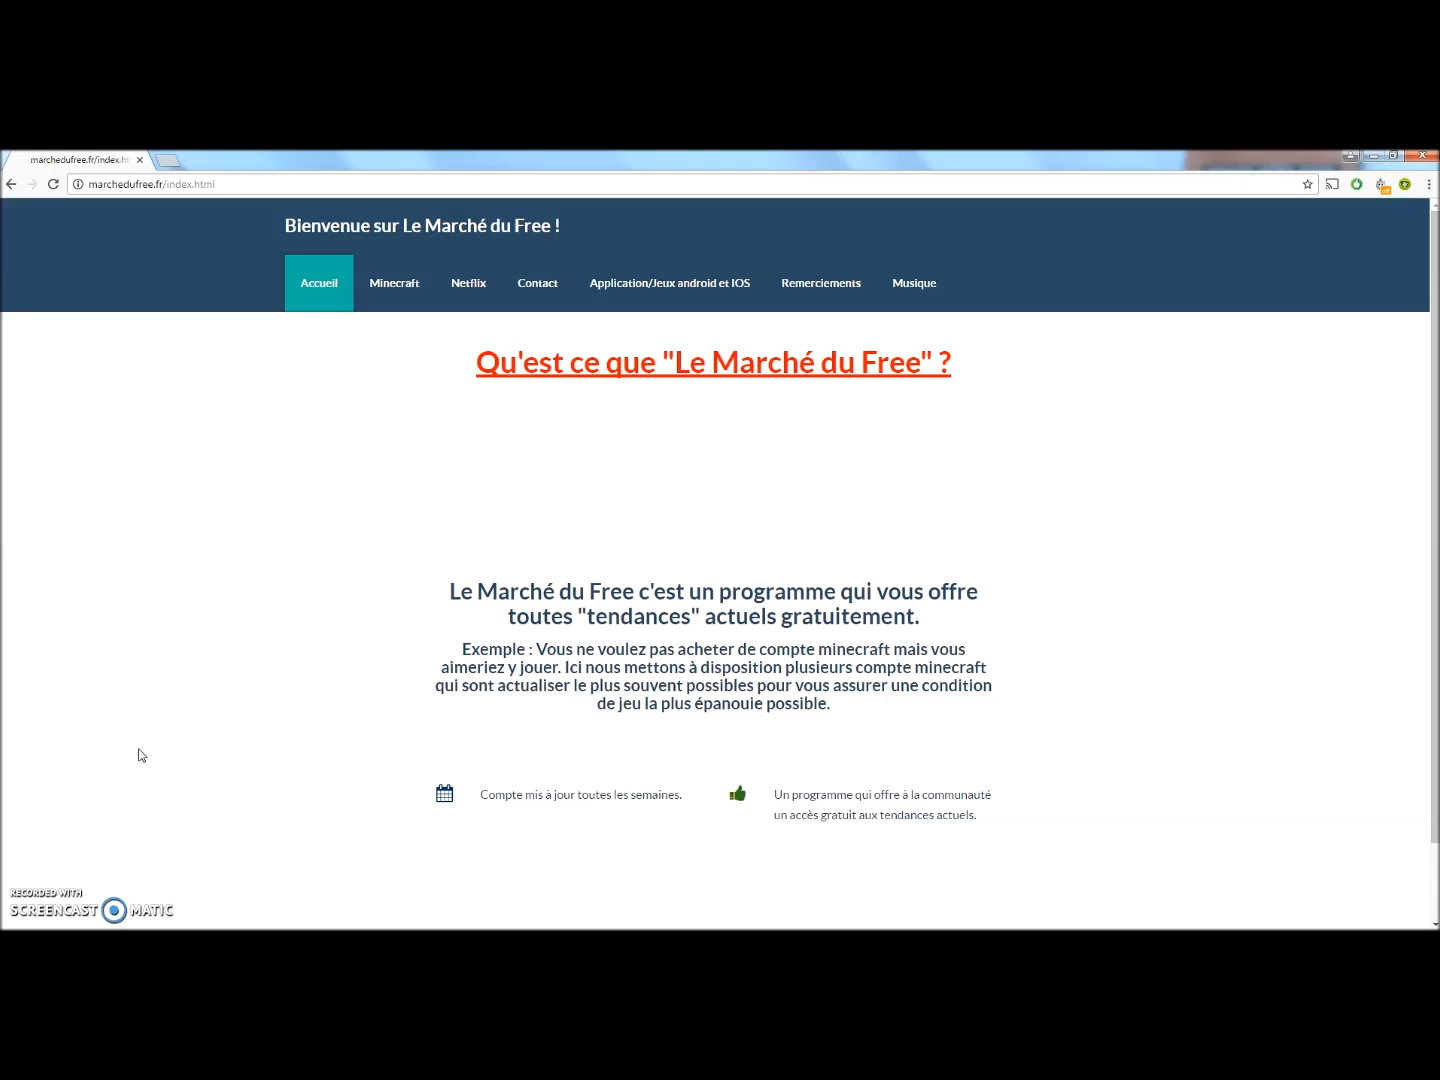 marchedufree.fr/index.ht
marchedufree.fr/index.html
Bienvenue sur Le Marché du Free !
Accueil Minecraft Netflix Contact Application/Jeux android et IOS Remerciements Musique
Qu'est ce que "Le Marché du Free" ?
Le Marché du Free c'est un programme qui vous offre
toutes "tendances" actuels gratuitement.
Exemple : Vous ne voulez pas acheter de compte minecraft mais vous
aimeriez y jouer. Ici nous mettons à disposition plusieurs compte minecraft
qui sont actualiser le plus souvent possibles pour vous assurer une condition
de jeu la plus épanouie possible.
Compte mis à jour toutes les semaines.
Un programme qui offre à la communauté
un accès gratuit aux tendances actuels.
RECORDED WITH
SCREENCAST MATIC